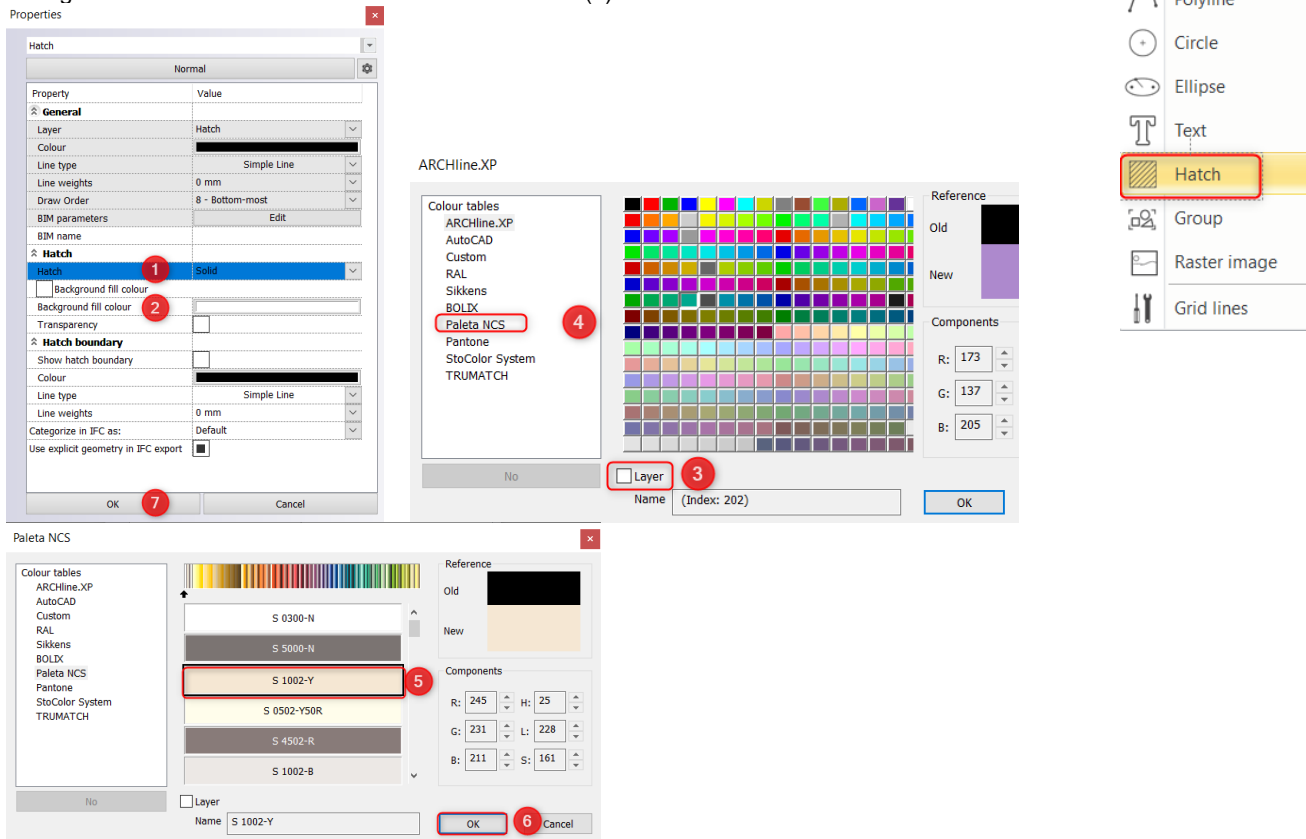 Properties
Hatch
Normal
Property Value
General
Layer Hatch
Colour
Line type Simple Line
Line weights 0 mm
Draw Order 8 - Bottom-most
BIM parameters Edit
BIM name
Hatch
Hatch 1 Solid
Background fill colour
Background fill colour 2
Transparency
Hatch boundary
Show hatch boundary
Colour
Line type Simple Line
Line weights 0 mm
Categorize in IFC as: Default
Use explicit geometry in IFC export
OK 7 Cancel
ARCHline.XP
Colour tables
ARCHline.XP
AutoCAD
Custom
RAL
Sikkens
BOLIX
Paleta NCS 4
Pantone
StoColor System
TRUMATCH
No
Layer 3
Name (Index: 202)
Reference
Old
New
Components
R: 173
G: 137
B: 205
OK
Polyline
Circle
Ellipse
Text
Hatch
Group
Raster image
Grid lines
Paleta NCS
Colour tables
ARCHline.XP
AutoCAD
Custom
RAL
Sikkens
BOLIX
Paleta NCS
Pantone
StoColor System
TRUMATCH
No
S 0300-N
S 5000-N
S 1002-Y 5
S 0502-Y50R
S 4502-R
S 1002-B
Layer
Name S 1002-Y
Reference
Old
New
Components
R: 245 H: 25
G: 231 L: 228
B: 211 S: 161
OK 6 Cancel